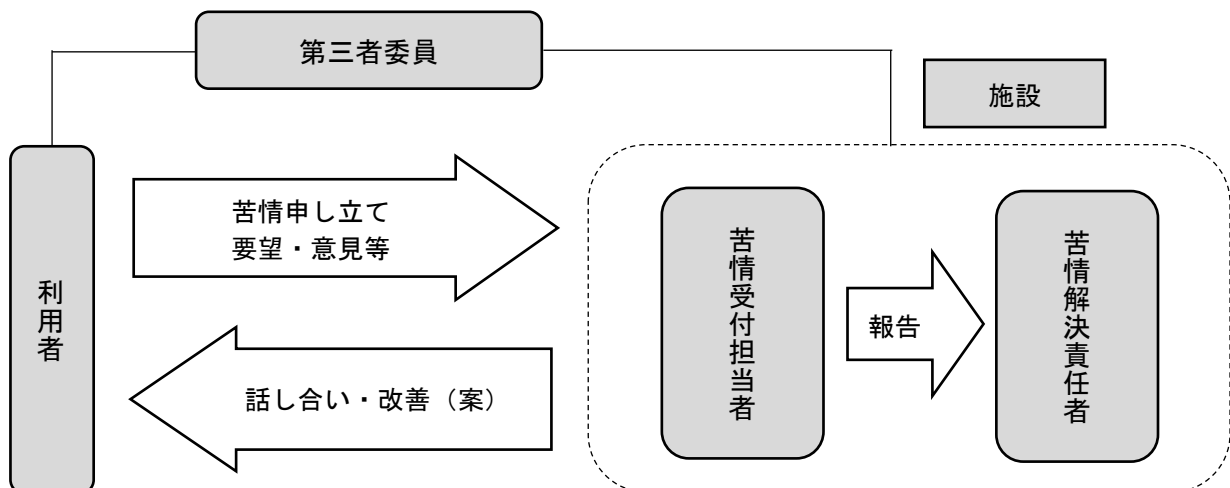 第三者委員
施設
利用者
苦情申し立て
要望・意見等
話し合い・改善（案）
苦情受付担当者
報告
苦情解決責任者